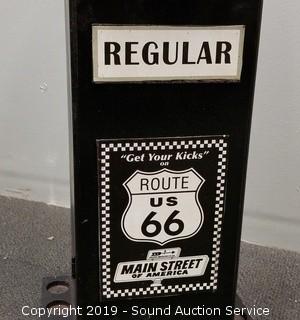 REGULAR
"Get Your Kicks"
on
ROUTE
US
66
MAIN STREET
OF AMERICA
Copyright 2019 - Sound Auction Service